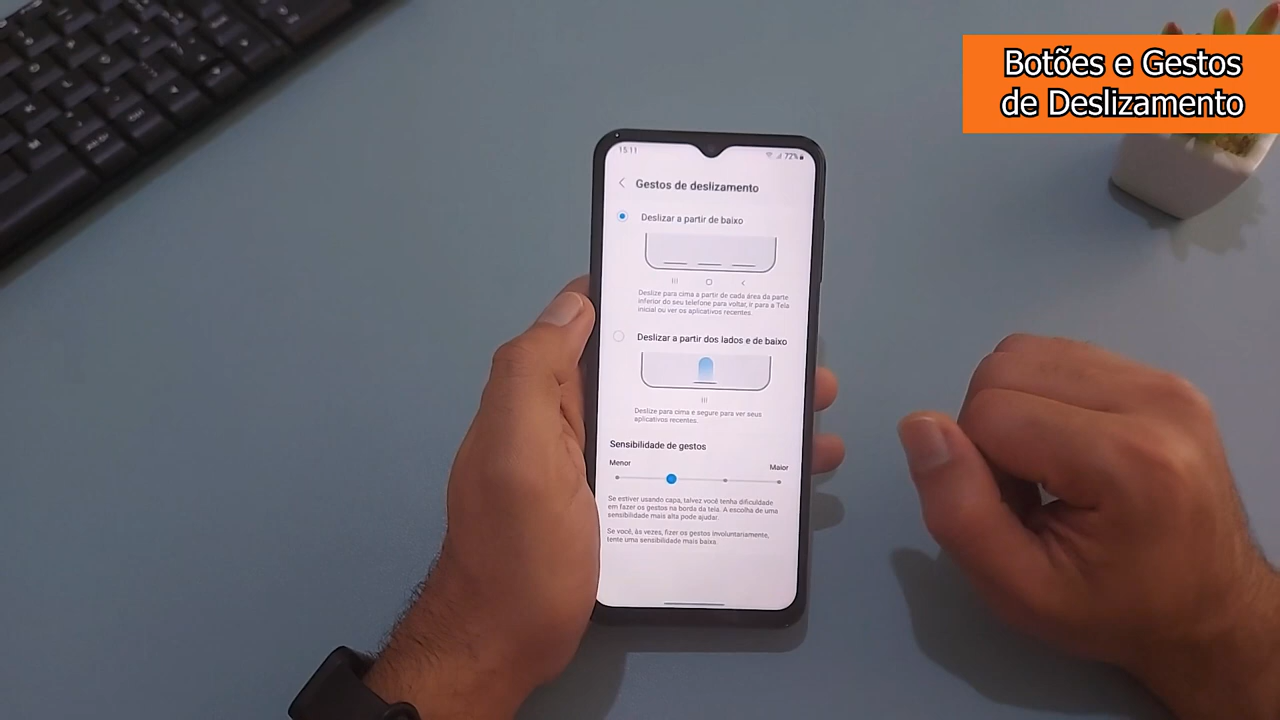 Botões e Gestos
de Deslizamento
15:11
72%
Gestos de deslizamento
Deslizar a partir de baixo
Deslize para cima a partir de cada área da parte
inferior do seu telefone para voltar, ir para a Tela
inicial ou ver os aplicativos recentes.
Deslizar a partir dos lados e de baixo
Deslize para cima e segure para ver seus
aplicativos recentes.
Sensibilidade de gestos
Menor
Maior
Se estiver usando capa, talvez você tenha dificuldade
em fazer os gestos na borda da tela. A escolha de uma
sensibilidade mais alta pode ajudar.
Se você, às vezes, fizer os gestos involuntariamente,
tente uma sensibilidade mais baixa.